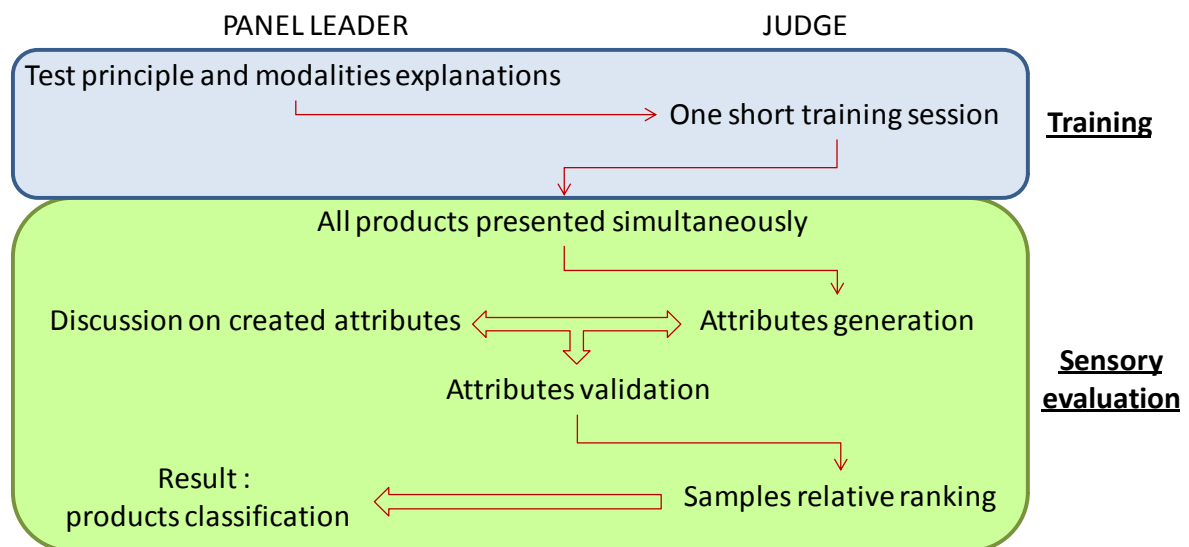 PANEL LEADER
JUDGE
Test principle and modalities explanations
One short training session
Training
All products presented simultaneously
Discussion on created attributes
Attributes generation
Attributes validation
Sensory
evaluation
Result :
products classification
Samples relative ranking